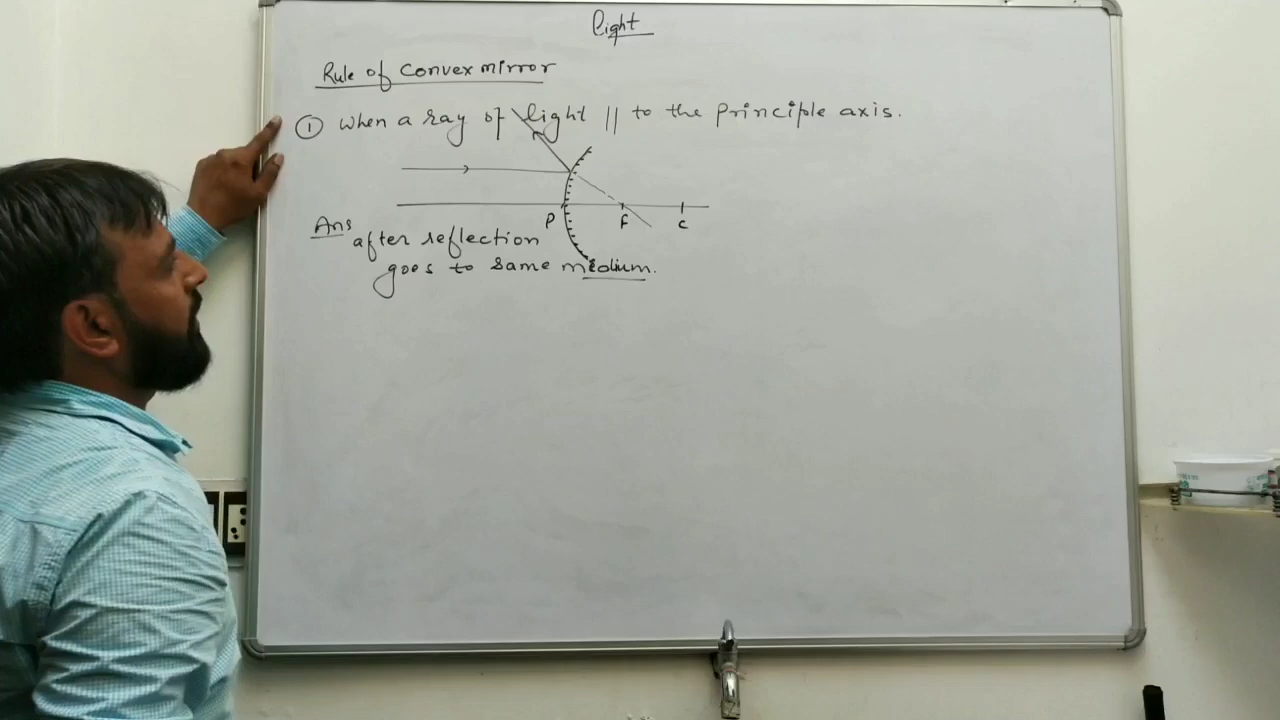 light
Rule of Convex mirror
① When a ray of light || to the Principle axis.
P F C
Ans after reflection
goes to same medium.